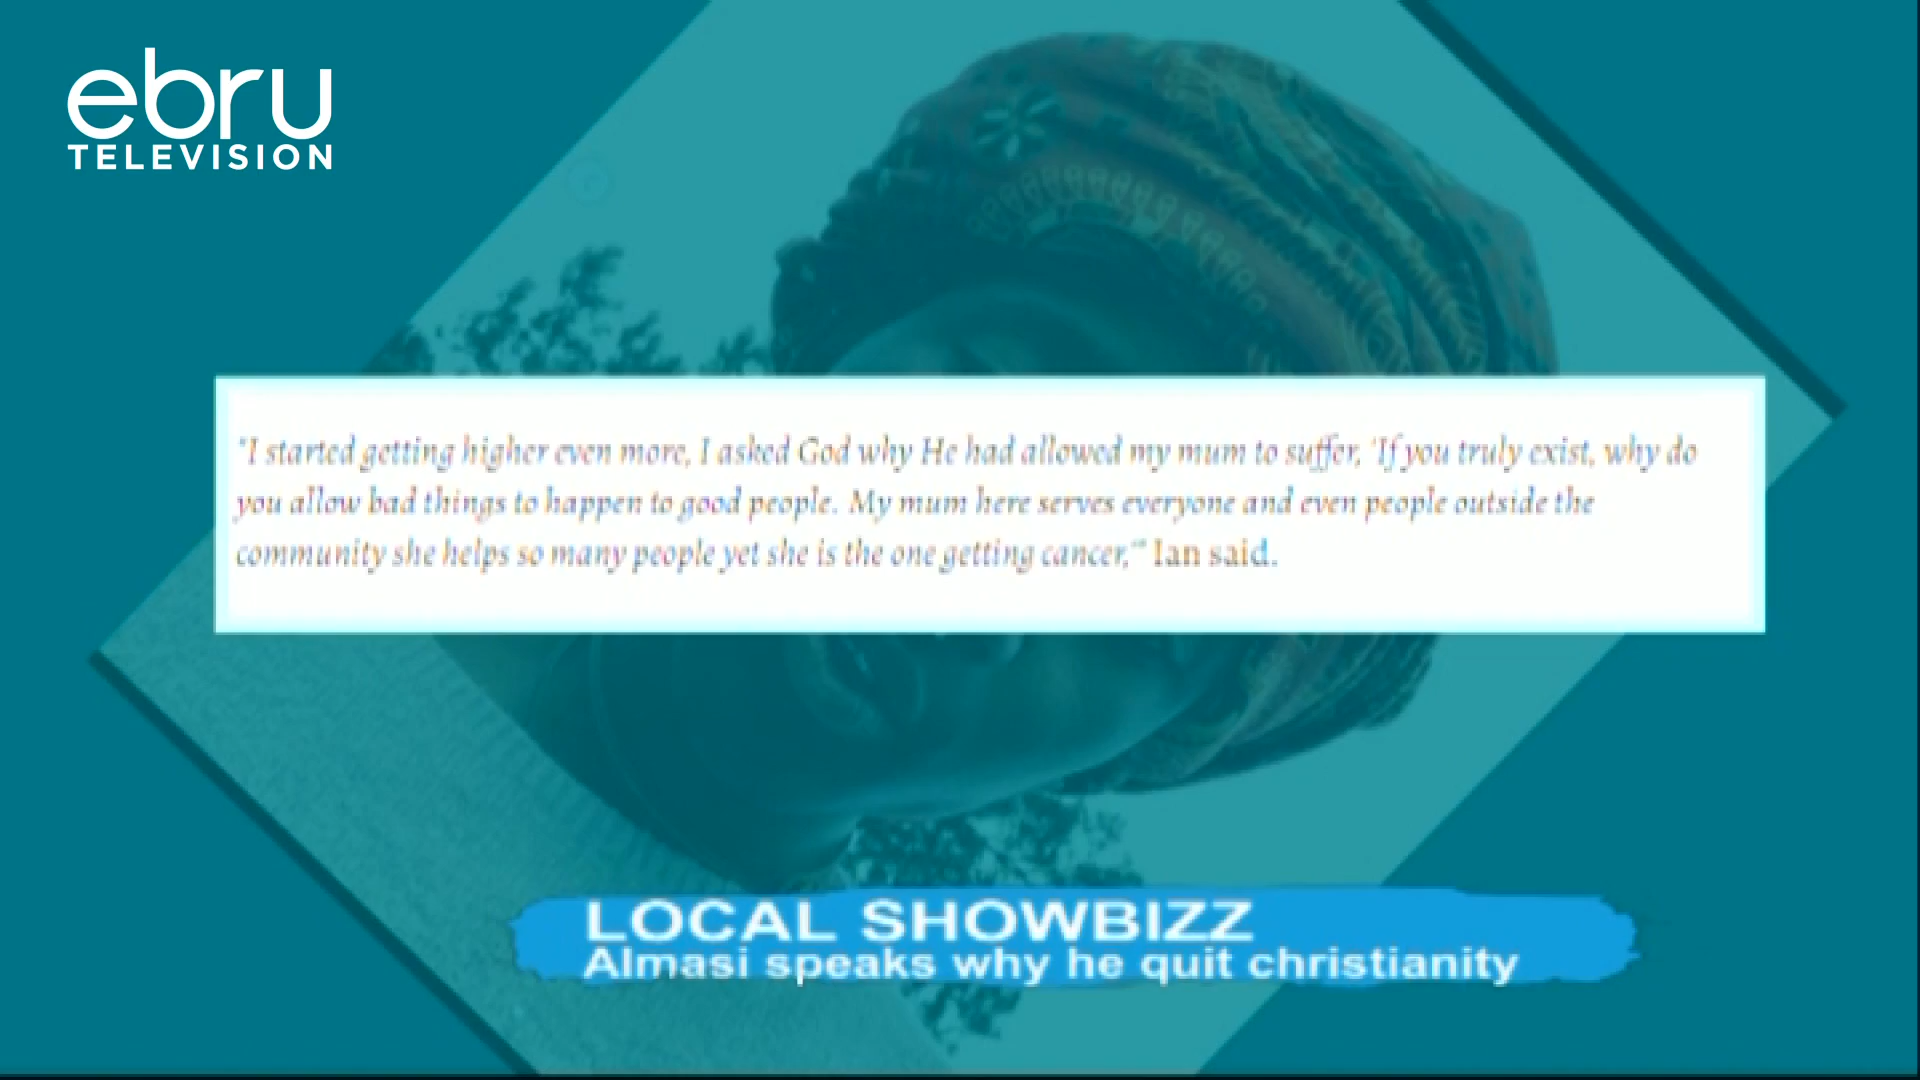 ebru
TELEVISION
"I started getting higher even more, I asked God why He had allowed my mum to suffer, 'If you truly exist, why do
you allow bad things to happen to good people. My mum here serves everyone and even people outside the
community she helps so many people yet she is the one getting cancer,'" Ian said.
LOCAL SHOWBIZZ
Almasi speaks why he quit christianity